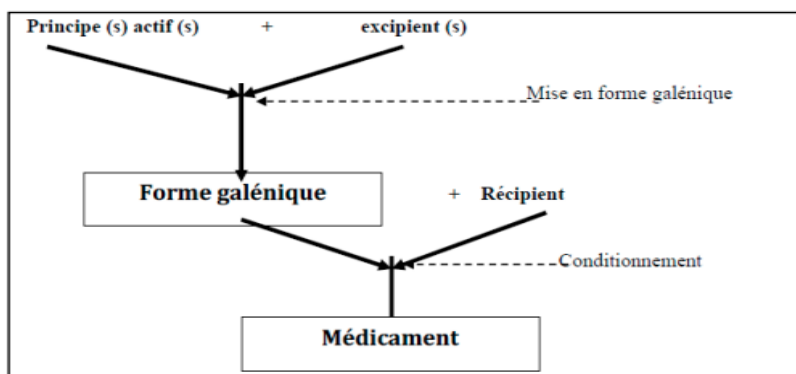 Principe (s) actif (s) + excipient (s)
Mise en forme galénique
Forme galénique + Récipient
Conditionnement
Médicament